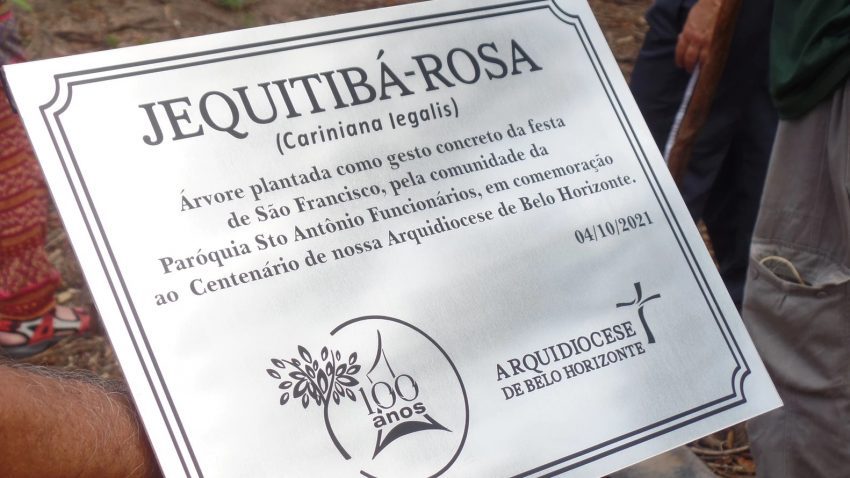 JEQUITIBÁ-ROSA
(Cariniana legalis)
Árvore plantada como gesto concreto da festa
de São Francisco, pela comunidade da
Paróquia Sto Antônio Funcionários, em comemoração
ao Centenário de nossa Arquidiocese de Belo Horizonte.
04/10/2021
100
anos
ARQUIDIOCESE
DE BELO HORIZONTE